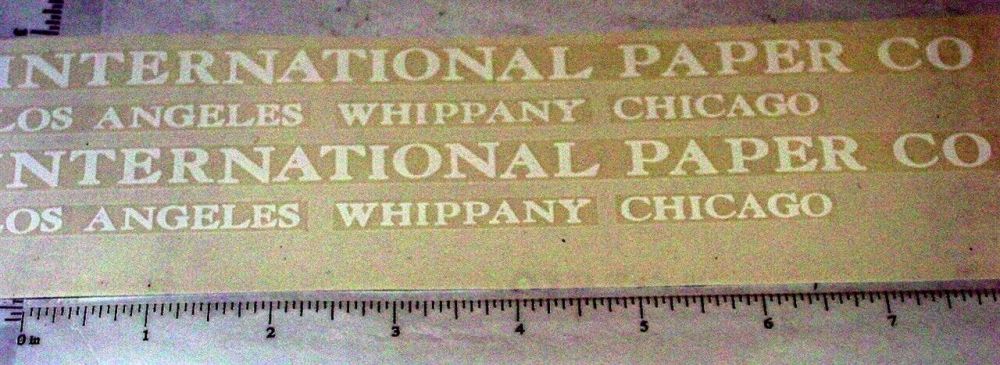 INTERNATIONAL PAPER CO
LOS ANGELES WHIPPANY CHICAGO
INTERNATIONAL PAPER CO
LOS ANGELES WHIPPANY CHICAGO
0 in 1 2 3 4 5 6 7